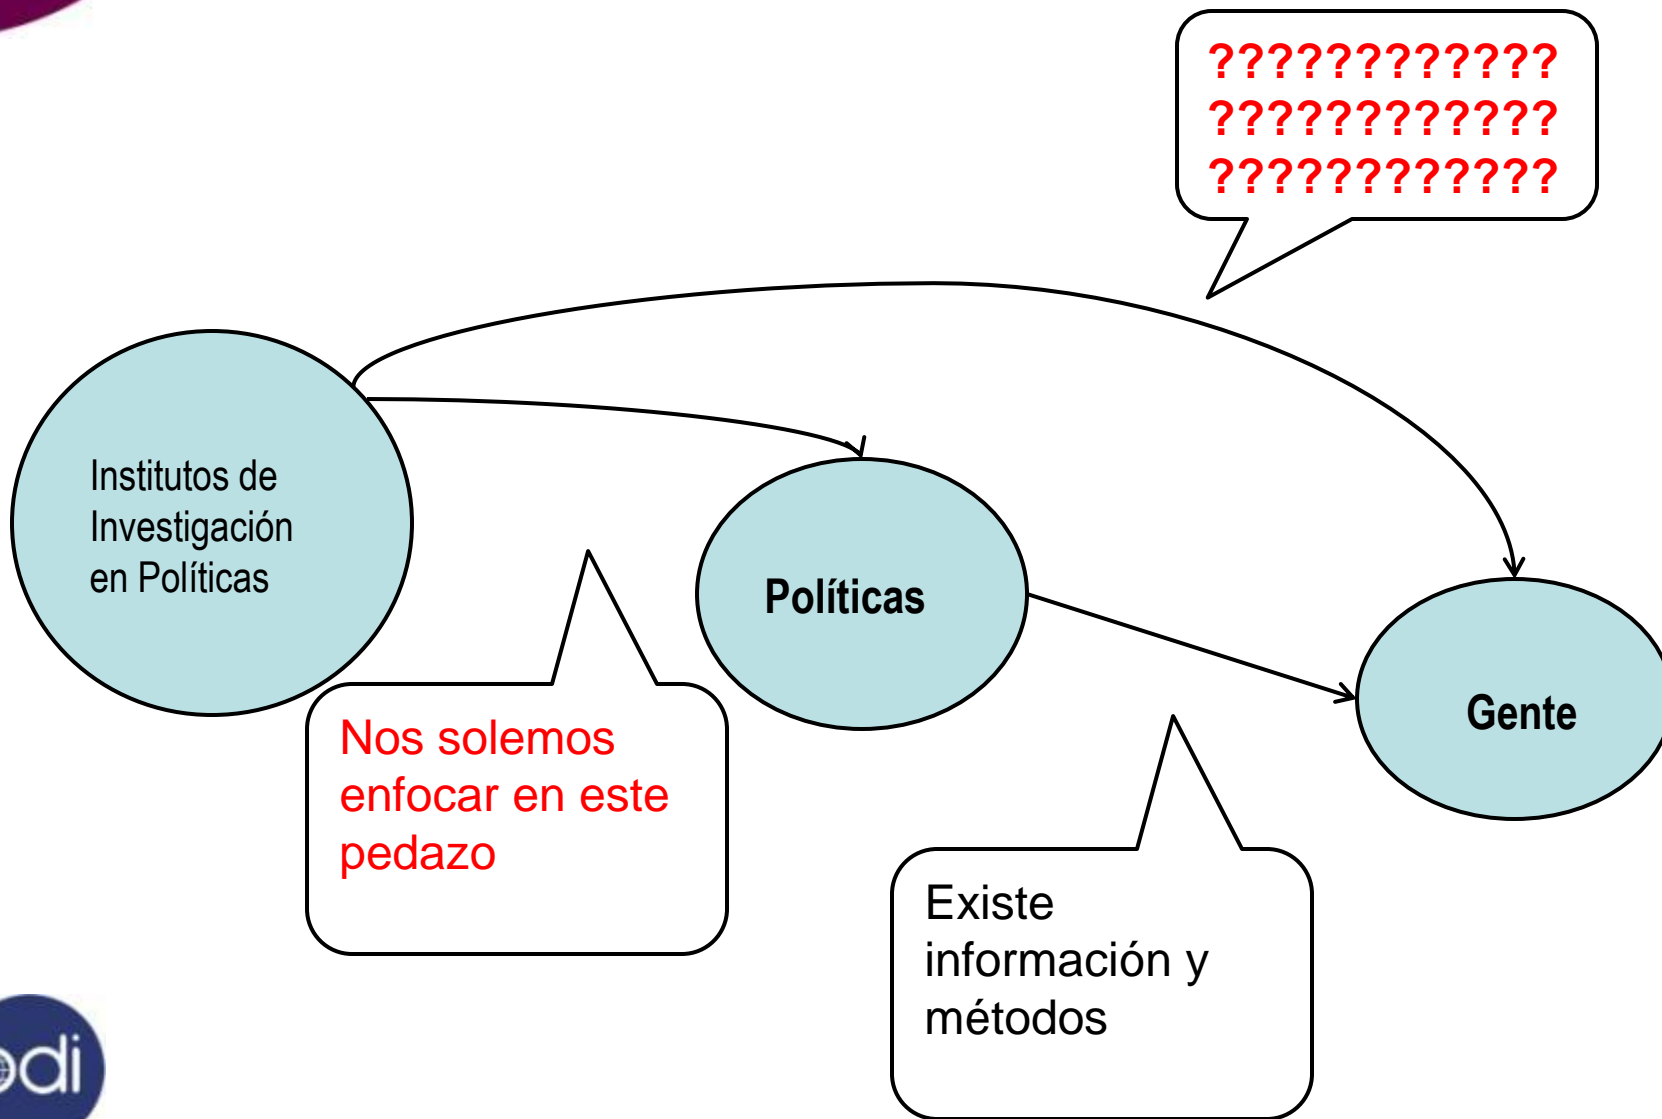 ????????????
????????????
????????????
Institutos de
Investigación
en Políticas
Políticas
Gente
Nos solemos
enfocar en este
pedazo
Existe
información y
métodos
odi